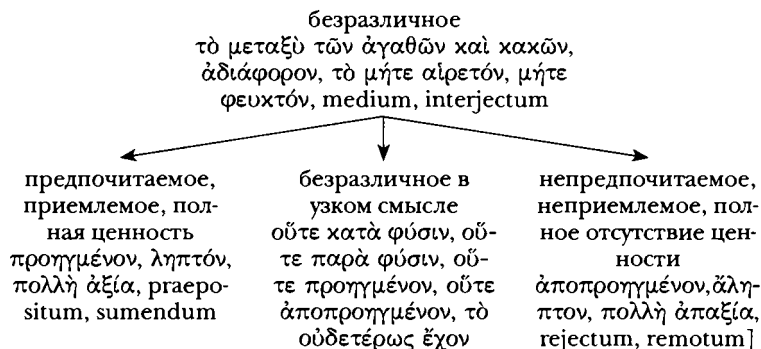 безразличное
τὸ μεταξὺ τῶν ἀγαθῶν καὶ κακῶν,
ἀδιάφορον, τὸ μήτε αἱρετόν, μήτε
φευκτόν, medium, interjectum
предпочитаемое,
приемлемое, пол-
ная ценность
προηγμένον, ληπτόν,
πολλὴ ἀξία, praepo-
situm, sumendum
безразличное в
узком смысле
οὔτε κατὰ φύσιν, οὔ-
τε παρὰ φύσιν, οὔ-
τε προηγμένον, οὔτε
ἀποπροηγμένον, τὸ
οὐδετέρως ἔχον
непредпочитаемое,
неприемлемое, пол-
ное отсутствие цен-
ности
ἀποπροηγμένον,ἄλη-
πτον, πολλὴ ἀπαξία,
rejectum, remotum]